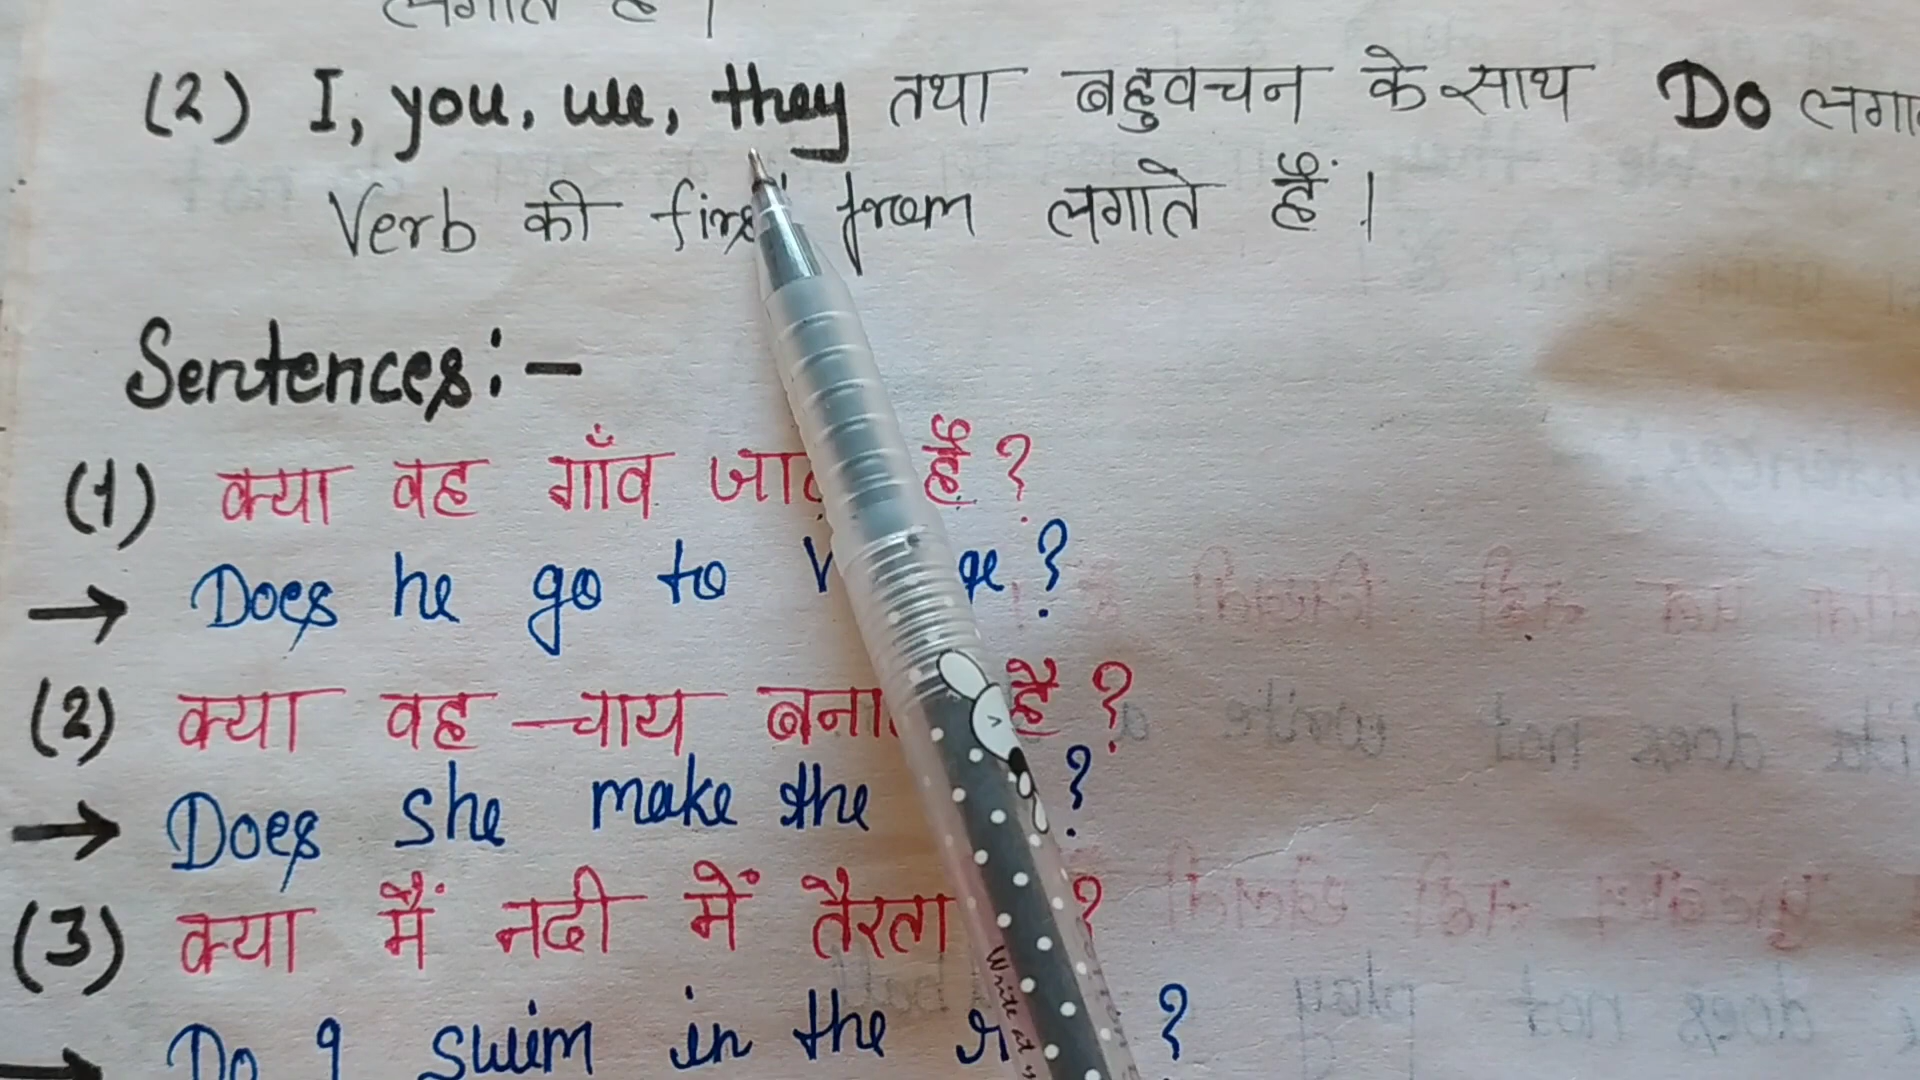 (2) I, you, we, they तथा बहुवचन के साथ Do
Verb की from लगाते हैं।
Sentences:-
(1) क्या वह गाँव है?
→ Does he go to ?
(2) क्या वह चाय है?
→ Does she make the ?
(3) क्या मैं नदी में तैरता ?
→ Do I swim in the ?